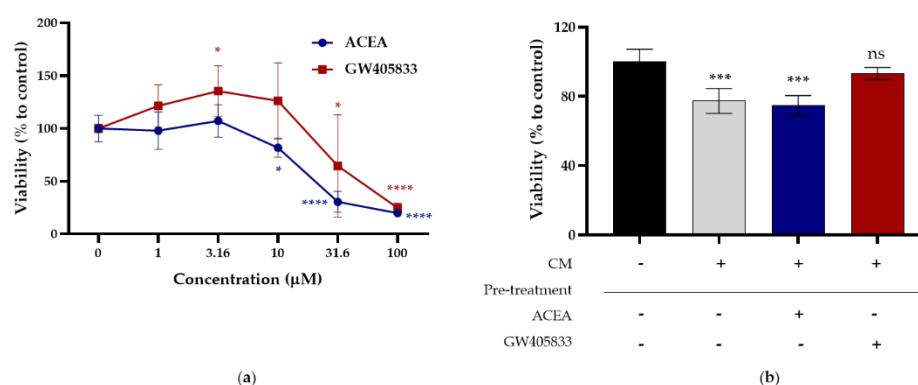 200
150
100
50
0
Viability (% to control)
ACEA
GW405833
*
*
*
****
****
****
0 1 3.16 10 31.6 100
Concentration (µM)
(a)
120
80
40
0
Viability (% to control)
***
***
ns
CM - + + +
Pre-treatment
ACEA - - + -
GW405833 - - - +
(b)